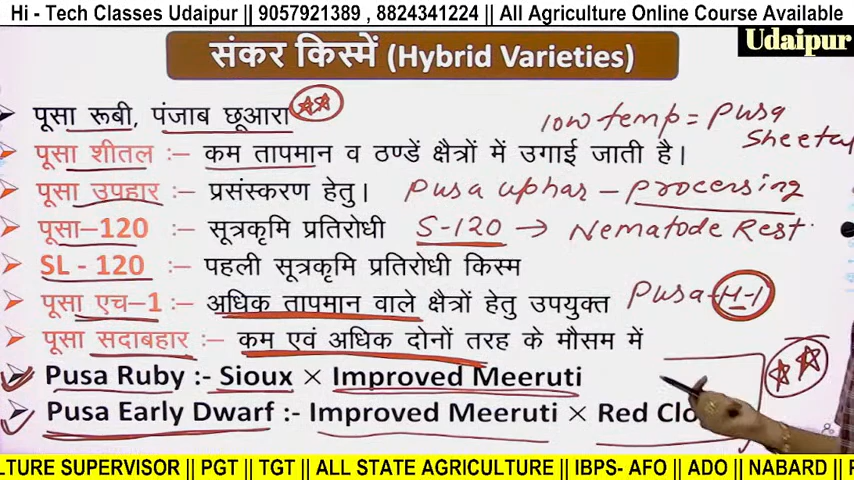 Hi - Tech Classes Udaipur || 9057921389 , 8824341224 || All Agriculture Online Course Available
Udaipur
संकर किस्में (Hybrid Varieties)
पूसा रूबी, पंजाब छूआरा
low temp = Pusa
Sheetal
पूसा शीतल :– कम तापमान व ठण्डें क्षैत्रों में उगाई जाती है।
पूसा उपहार :– प्रसंस्करण हेतु। Pusa uphar – processing
पूसा–120 :– सूत्रकृमि प्रतिरोधी S-120 → Nematode Rest.
SL - 120 :– पहली सूत्रकृमि प्रतिरोधी किस्म
पूसा एच–1 :– अधिक तापमान वाले क्षैत्रों हेतु उपयुक्त Pusa-H-1
पूसा सदाबहार :– कम एवं अधिक दोनों तरह के मौसम में
Pusa Ruby :- Sioux × Improved Meeruti
Pusa Early Dwarf :- Improved Meeruti × Red Clo
LTURE SUPERVISOR || PGT || TGT || ALL STATE AGRICULTURE || IBPS- AFO || ADO || NABARD ||